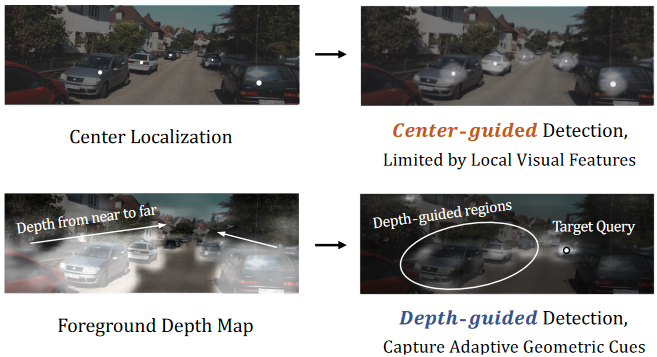 Center Localization
Center-guided Detection,
Limited by Local Visual Features
Depth from near to far
Depth-guided regions
Target Query
Foreground Depth Map
Depth-guided Detection,
Capture Adaptive Geometric Cues